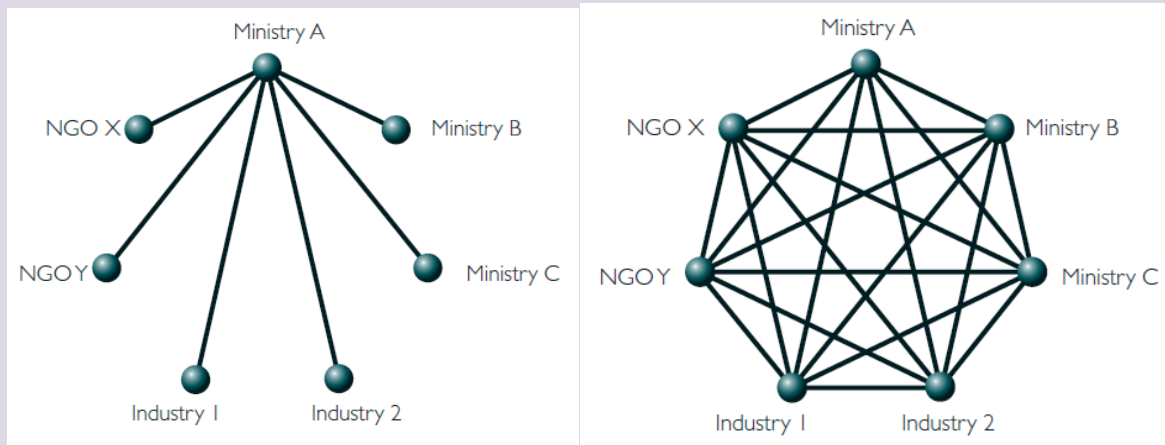 Ministry A
NGO X
Ministry B
NGO Y
Ministry C
Industry 1
Industry 2
Ministry A
NGO X
Ministry B
NGO Y
Ministry C
Industry 1
Industry 2